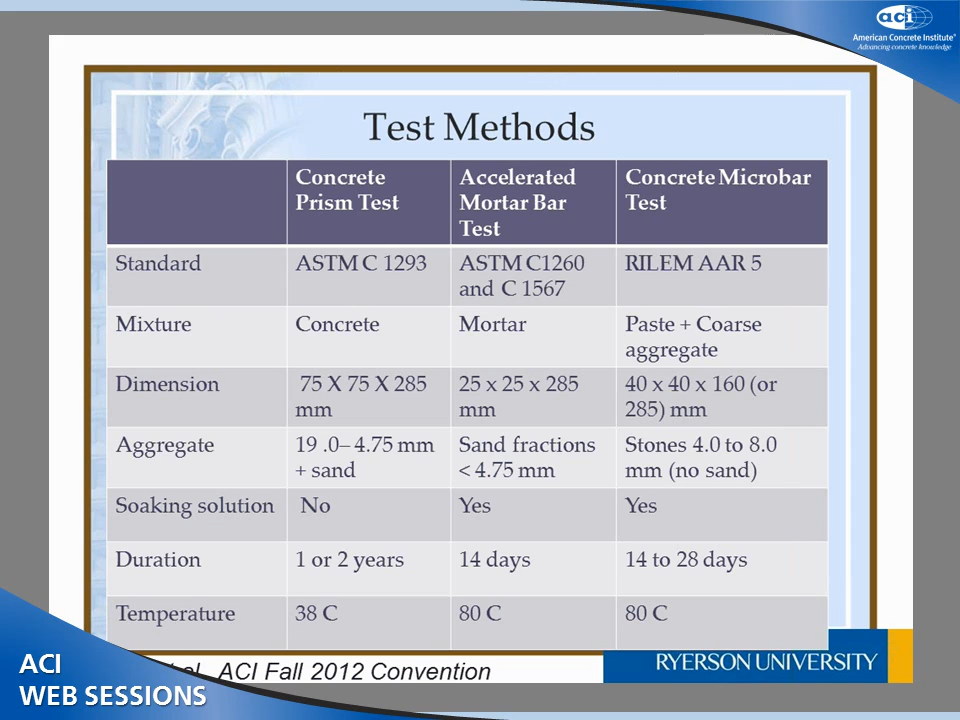 aci
American Concrete Institute®
Advancing concrete knowledge
Test Methods
Concrete Prism Test
Accelerated Mortar Bar Test
Concrete Microbar Test
Standard
ASTM C 1293
ASTM C1260 and C 1567
RILEM AAR 5
Mixture
Concrete
Mortar
Paste + Coarse aggregate
Dimension
75 X 75 X 285 mm
25 x 25 x 285 mm
40 x 40 x 160 (or 285) mm
Aggregate
19 .0– 4.75 mm + sand
Sand fractions < 4.75 mm
Stones 4.0 to 8.0 mm (no sand)
Soaking solution
No
Yes
Yes
Duration
1 or 2 years
14 days
14 to 28 days
Temperature
38 C
80 C
80 C
ACI Fall 2012 Convention
RYERSON UNIVERSITY
ACI
WEB SESSIONS